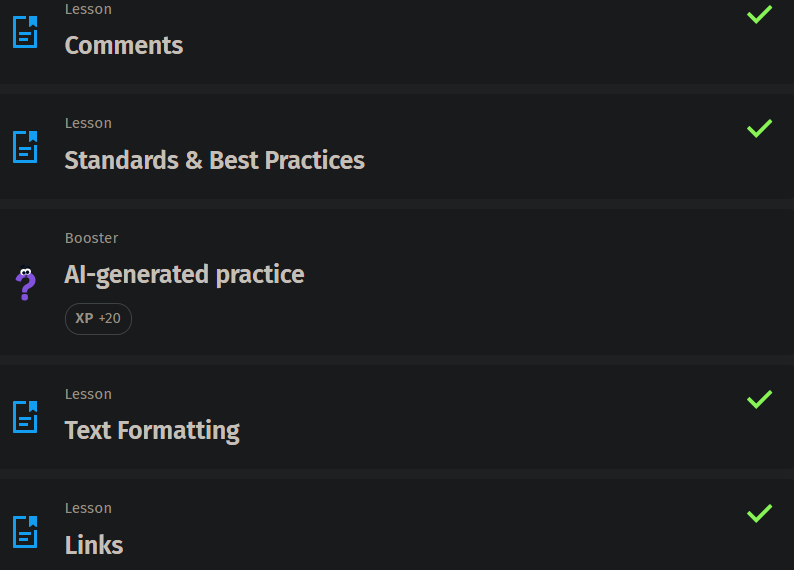 Lesson
Comments
Lesson
Standards & Best Practices
Booster
AI-generated practice
XP +20
Lesson
Text Formatting
Lesson
Links